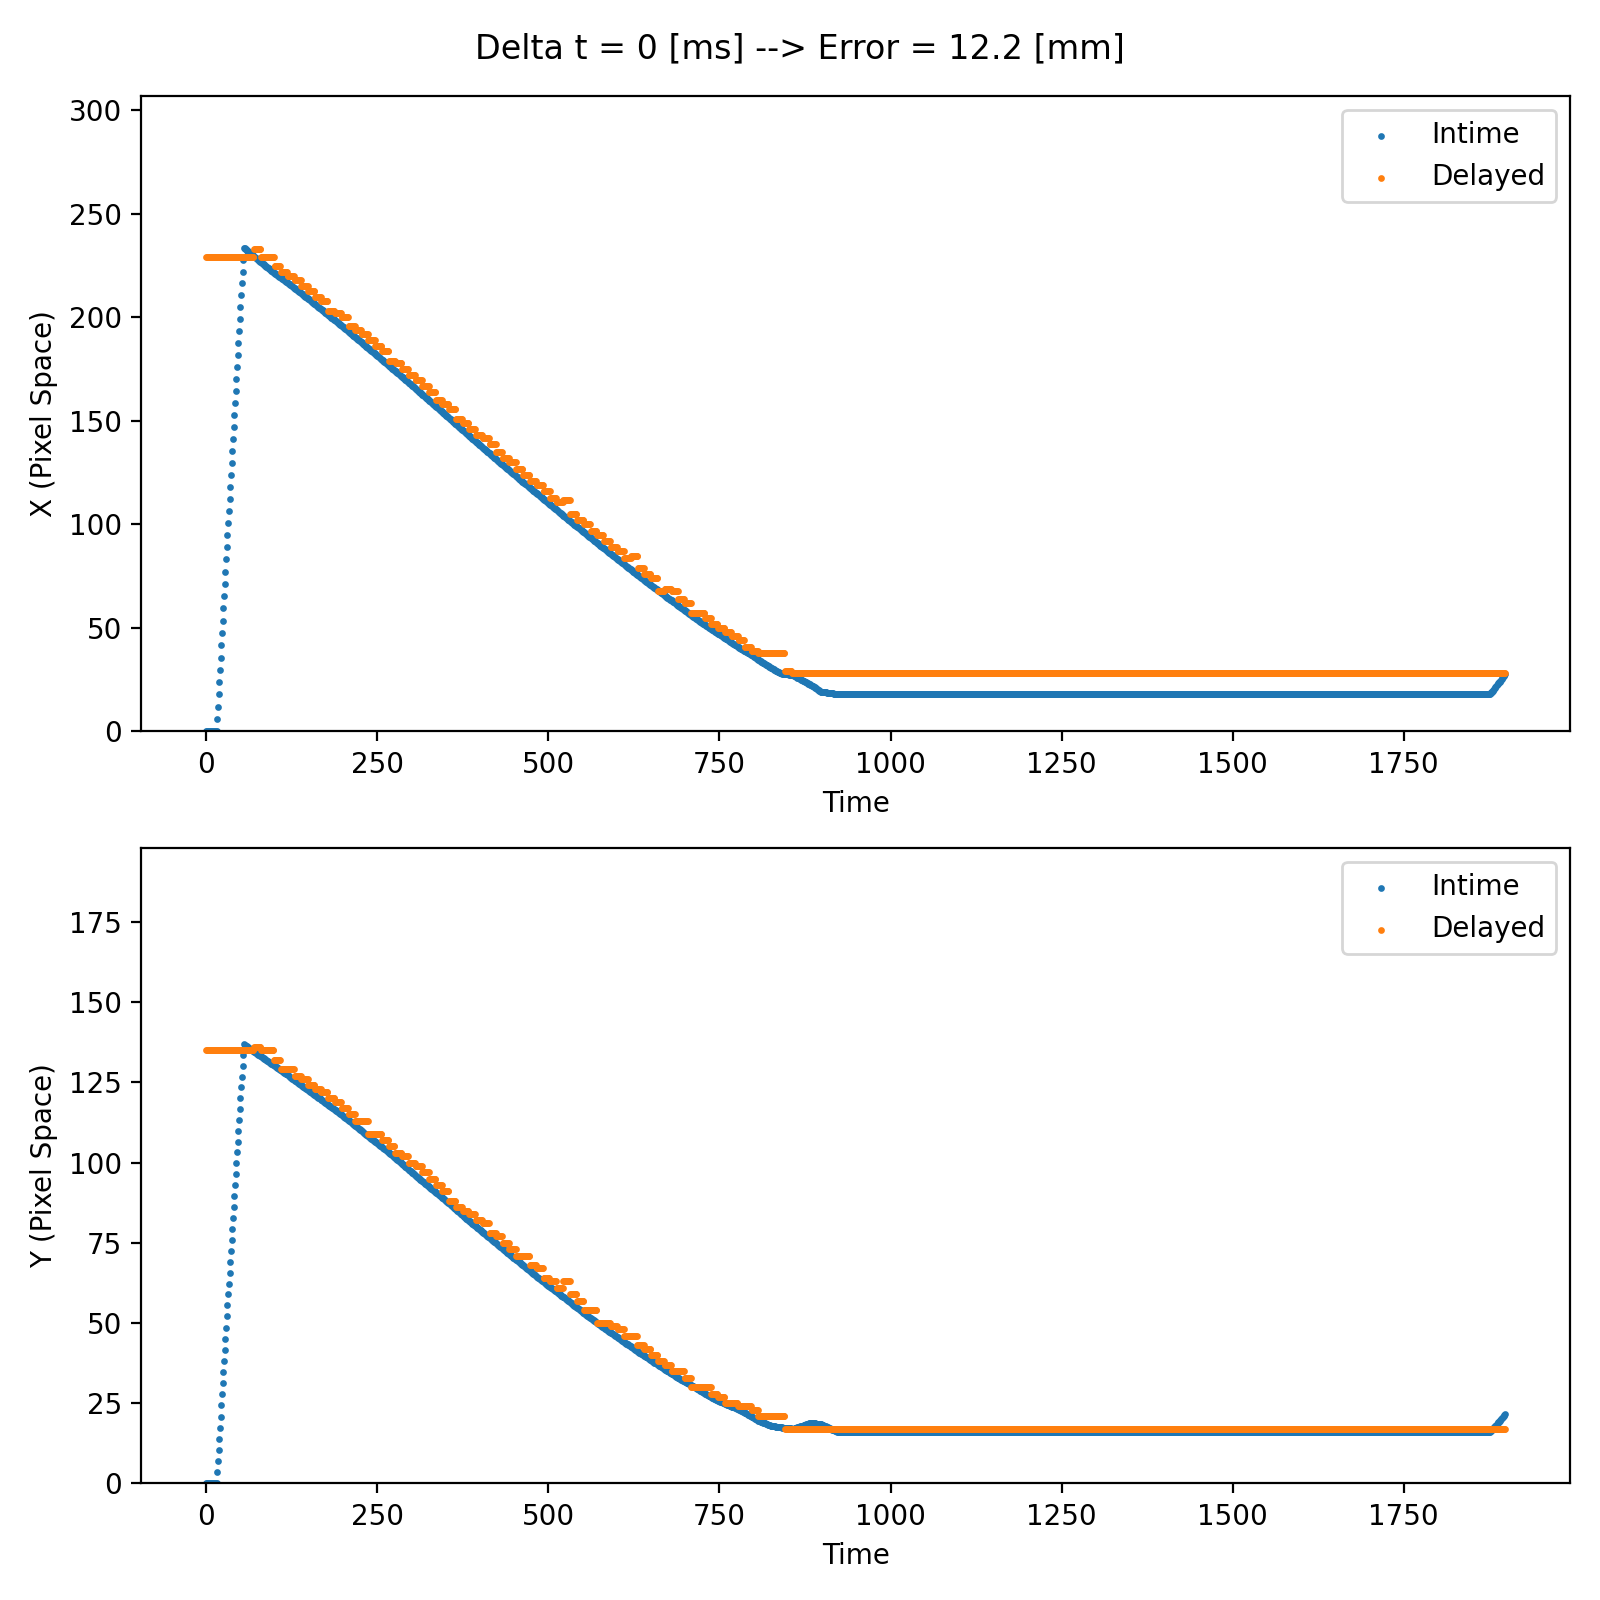 Delta t = 0 [ms] --> Error = 12.2 [mm]
300
250
200
150
100
50
0
X (Pixel Space)
Intime
Delayed
0 250 500 750 1000 1250 1500 1750
Time
175
150
125
100
75
50
25
0
Y (Pixel Space)
Intime
Delayed
0 250 500 750 1000 1250 1500 1750
Time